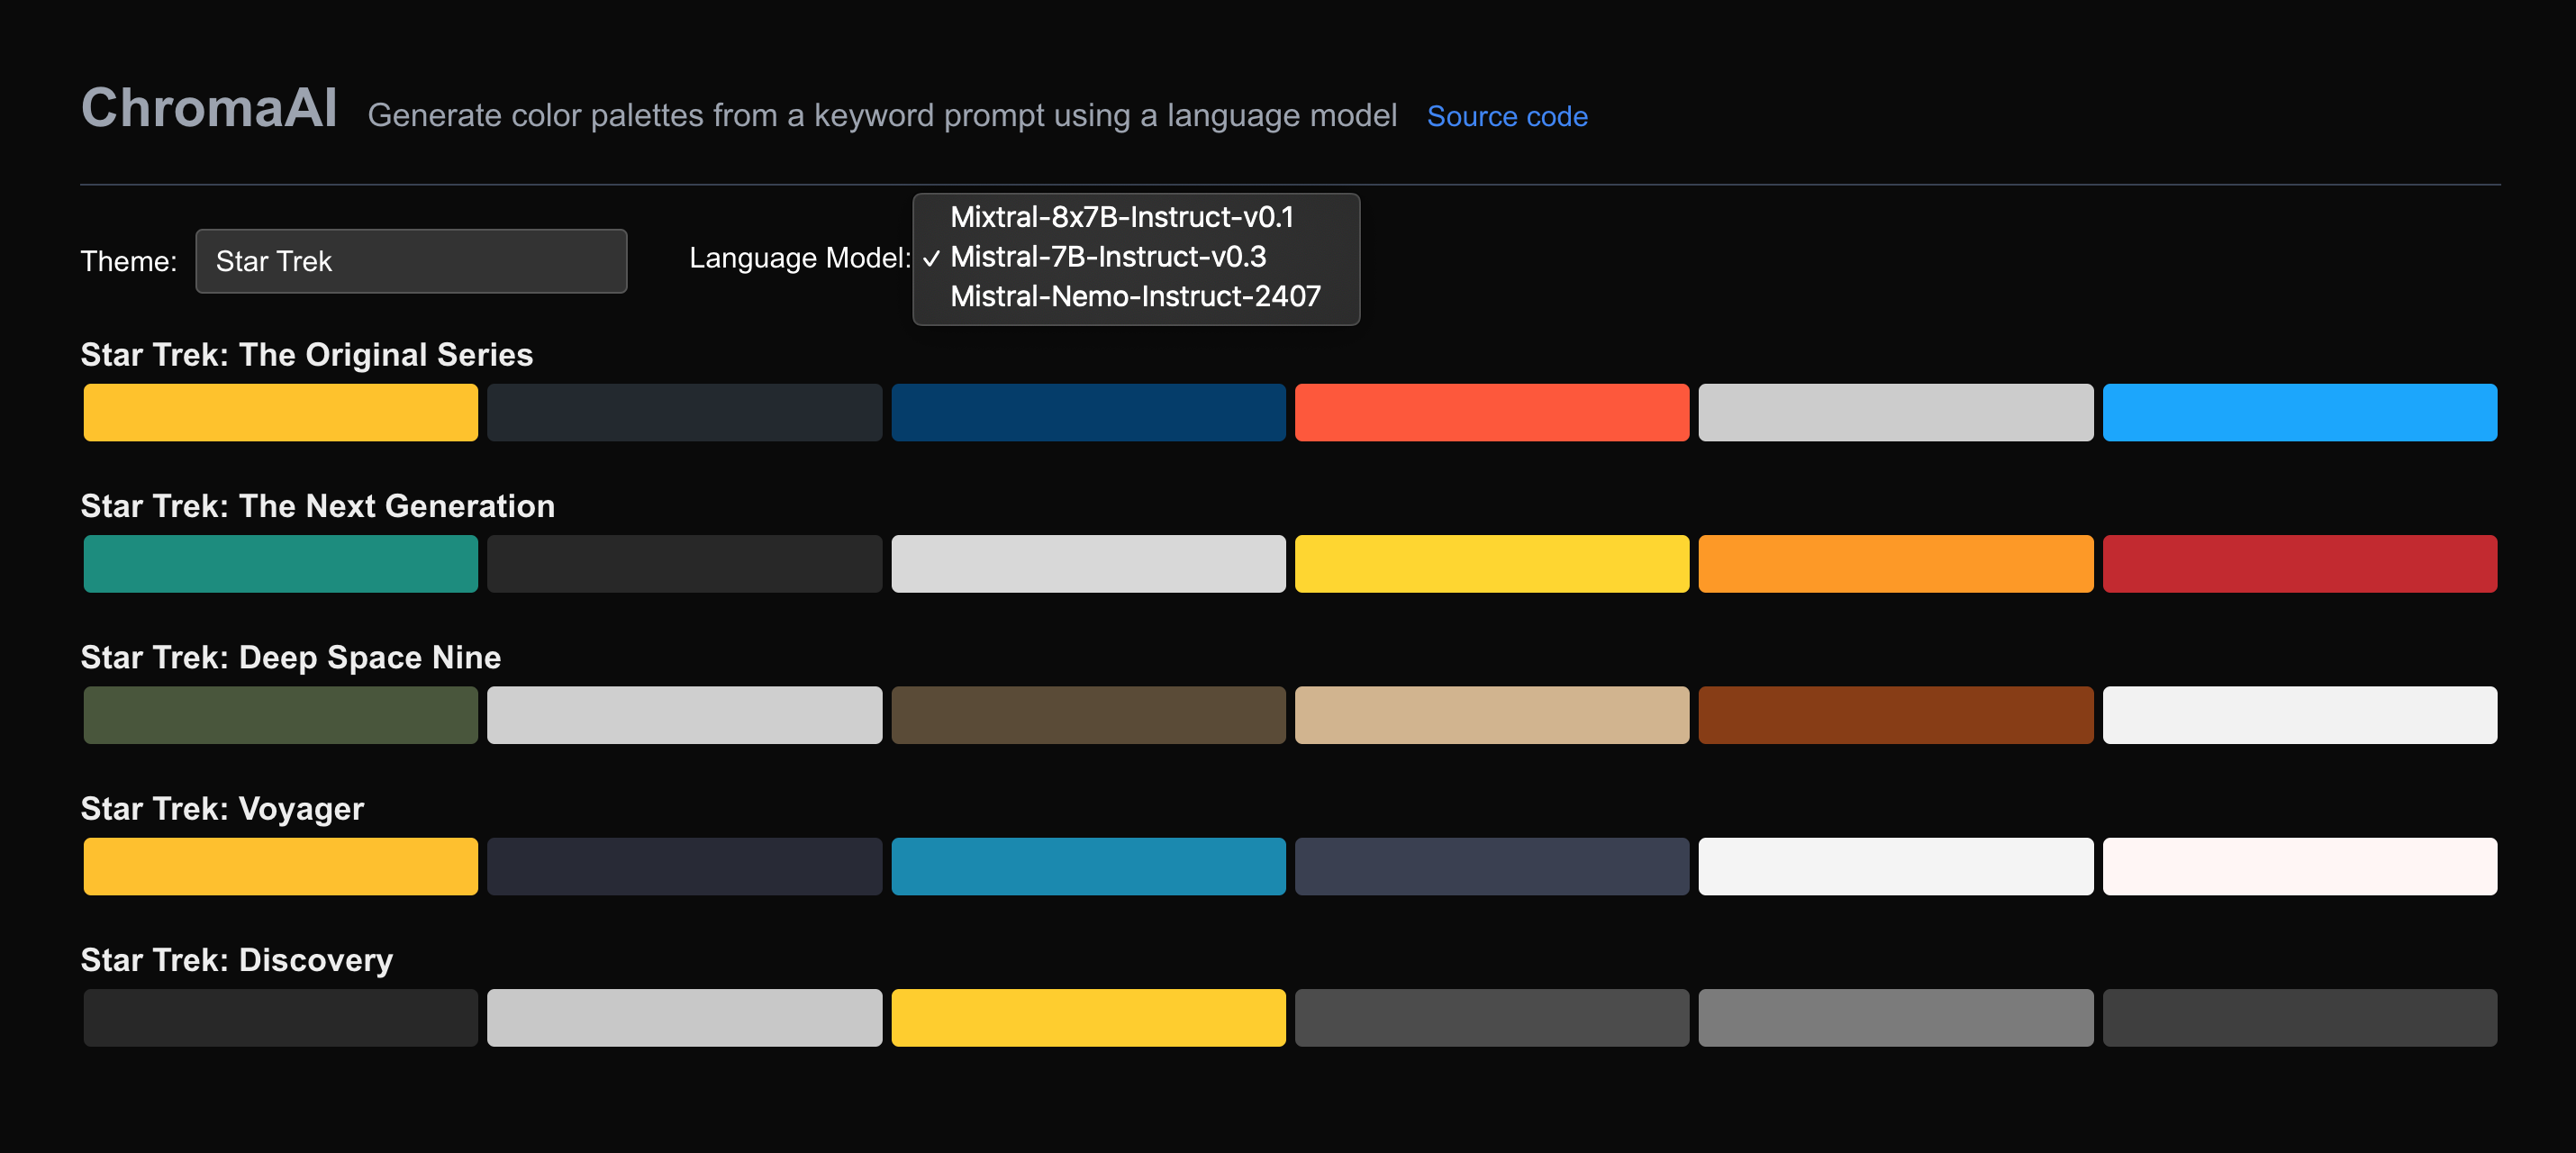 ChromaAI Generate color palettes from a keyword prompt using a language model Source code
Theme: Star Trek Language Model:
Mixtral-8x7B-Instruct-v0.1
✓ Mistral-7B-Instruct-v0.3
Mistral-Nemo-Instruct-2407
Star Trek: The Original Series
Star Trek: The Next Generation
Star Trek: Deep Space Nine
Star Trek: Voyager
Star Trek: Discovery